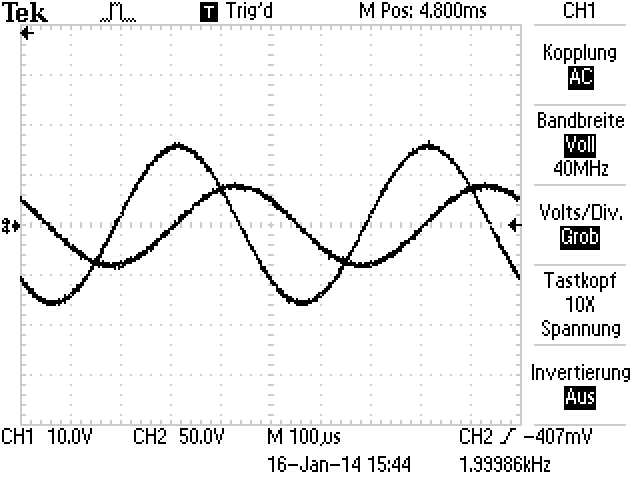 Tek T Trig'd M Pos: 4.800ms CH1
Kopplung
AC
Bandbreite
Voll
40MHz
Volts/Div.
Grob
Tastkopf
10X
Spannung
Invertierung
Aus
CH1 10.0V CH2 50.0V M 100µs CH2 -407mV
16-Jan-14 15:44 1.99986kHz